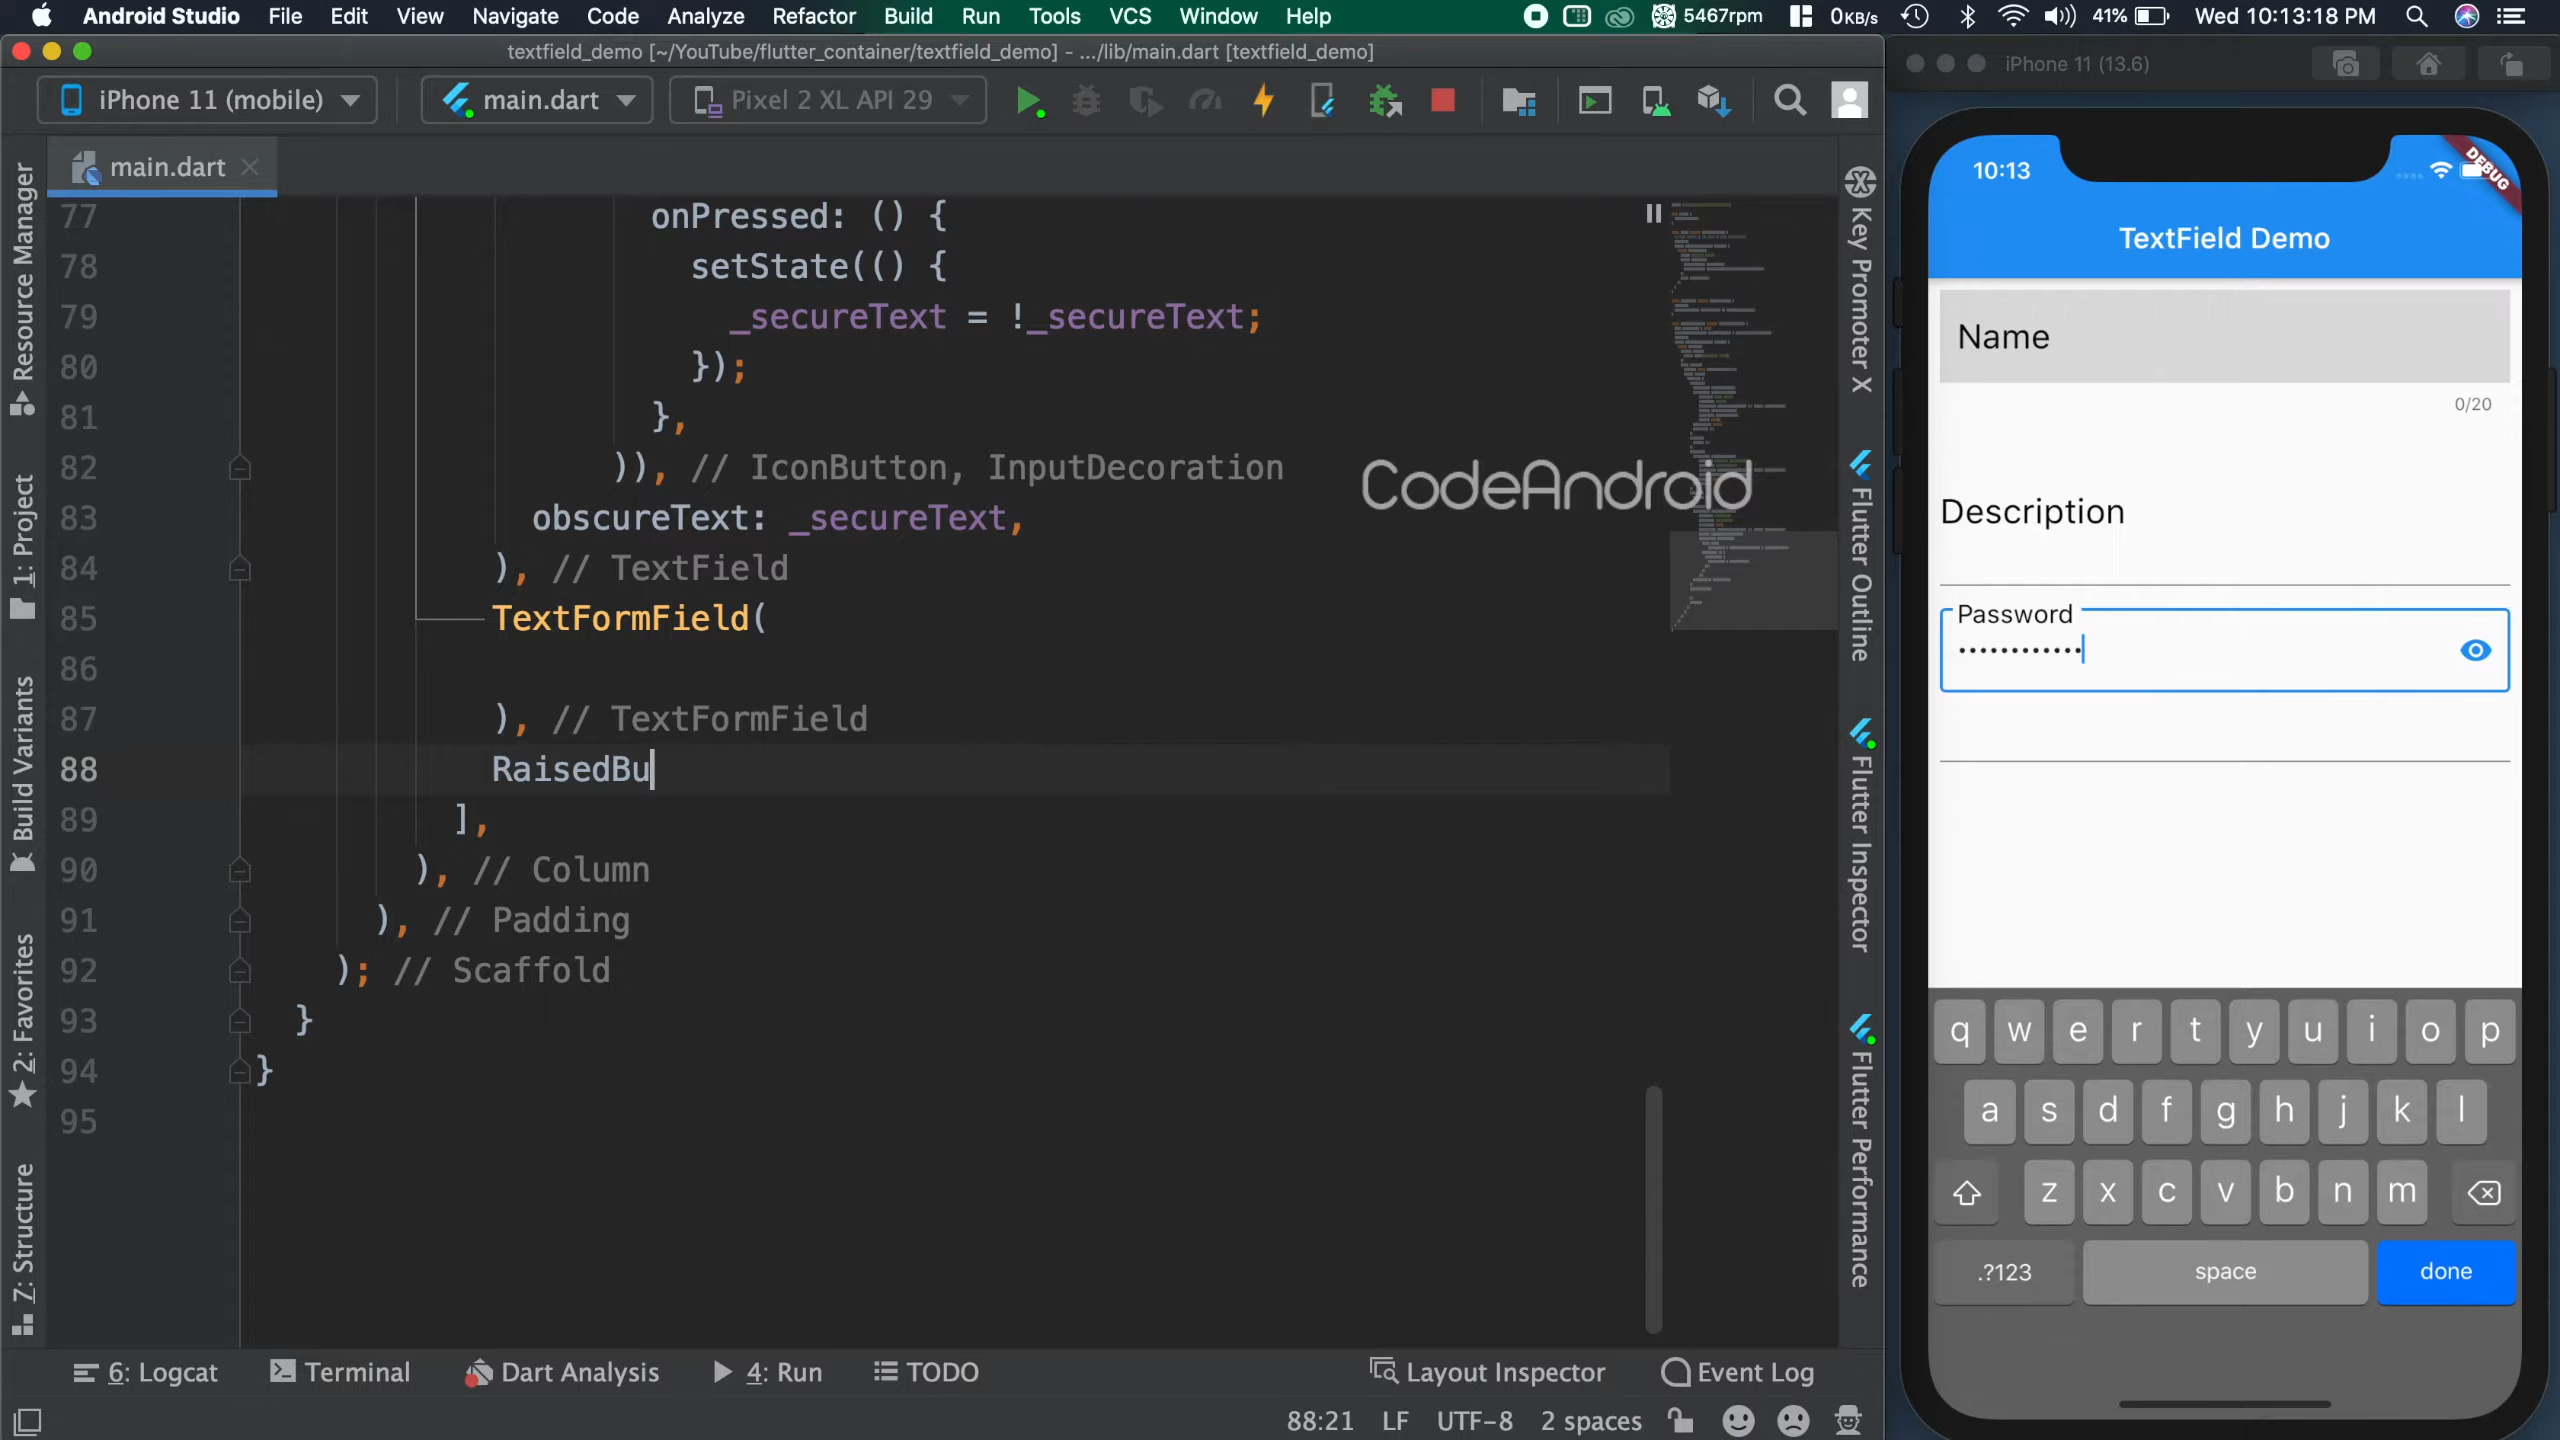 Android Studio File Edit View Navigate Code Analyze Refactor Build Run Tools VCS Window Help 5467rpm 0KB/s 41% Wed 10:13:18 PM
textfield_demo [~/YouTube/flutter_container/textfield_demo] - .../lib/main.dart [textfield_demo]
iPhone 11 (mobile) main.dart Pixel 2 XL API 29
main.dart
Resource Manager
1: Project
Build Variants
2: Favorites
7: Structure
77 onPressed: () {
78 setState(() {
79 _secureText = !_secureText;
80 });
81 },
82 )), // IconButton, InputDecoration
83 obscureText: _secureText,
84 ), // TextField
85 TextFormField(
86
87 ), // TextFormField
88 RaisedBu
89 ],
90 ), // Column
91 ), // Padding
92 ); // Scaffold
93 }
94 }
95
CodeAndroid
Key Promoter X
Flutter Outline
Flutter Inspector
Flutter Performance
6: Logcat Terminal Dart Analysis 4: Run TODO Layout Inspector Event Log
88:21 LF UTF-8 2 spaces
iPhone 11 (13.6)
10:13
DEBUG
TextField Demo
Name
0/20
Description
Password
••••••••••••
q w e r t y u i o p
a s d f g h j k l
z x c v b n m
.?123 space done